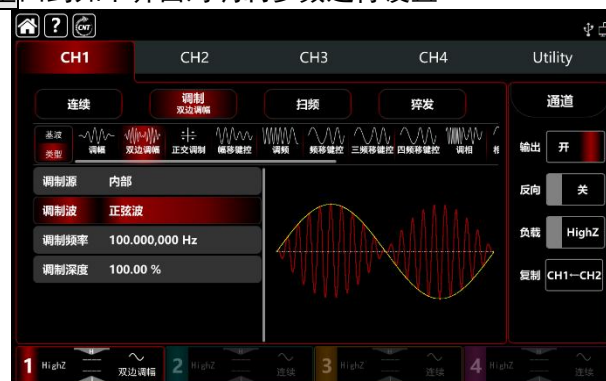 ?
CNT
CH1 CH2 CH3 CH4 Utility
连续 调制 扫频 猝发 通道
双边调幅
基波
类型
调幅 双边调幅 正交调制 幅移键控 调频 频移键控 三频移键控 四频移键控 调相
输出 开
调制源 内部
反向 关
调制波 正弦波
负载 HighZ
调制频率 100.000,000 Hz
复制 CH1←CH2
调制深度 100.00 %
1 HighZ 双边调幅 2 HighZ 连续 3 HighZ 连续 4 HighZ 连续